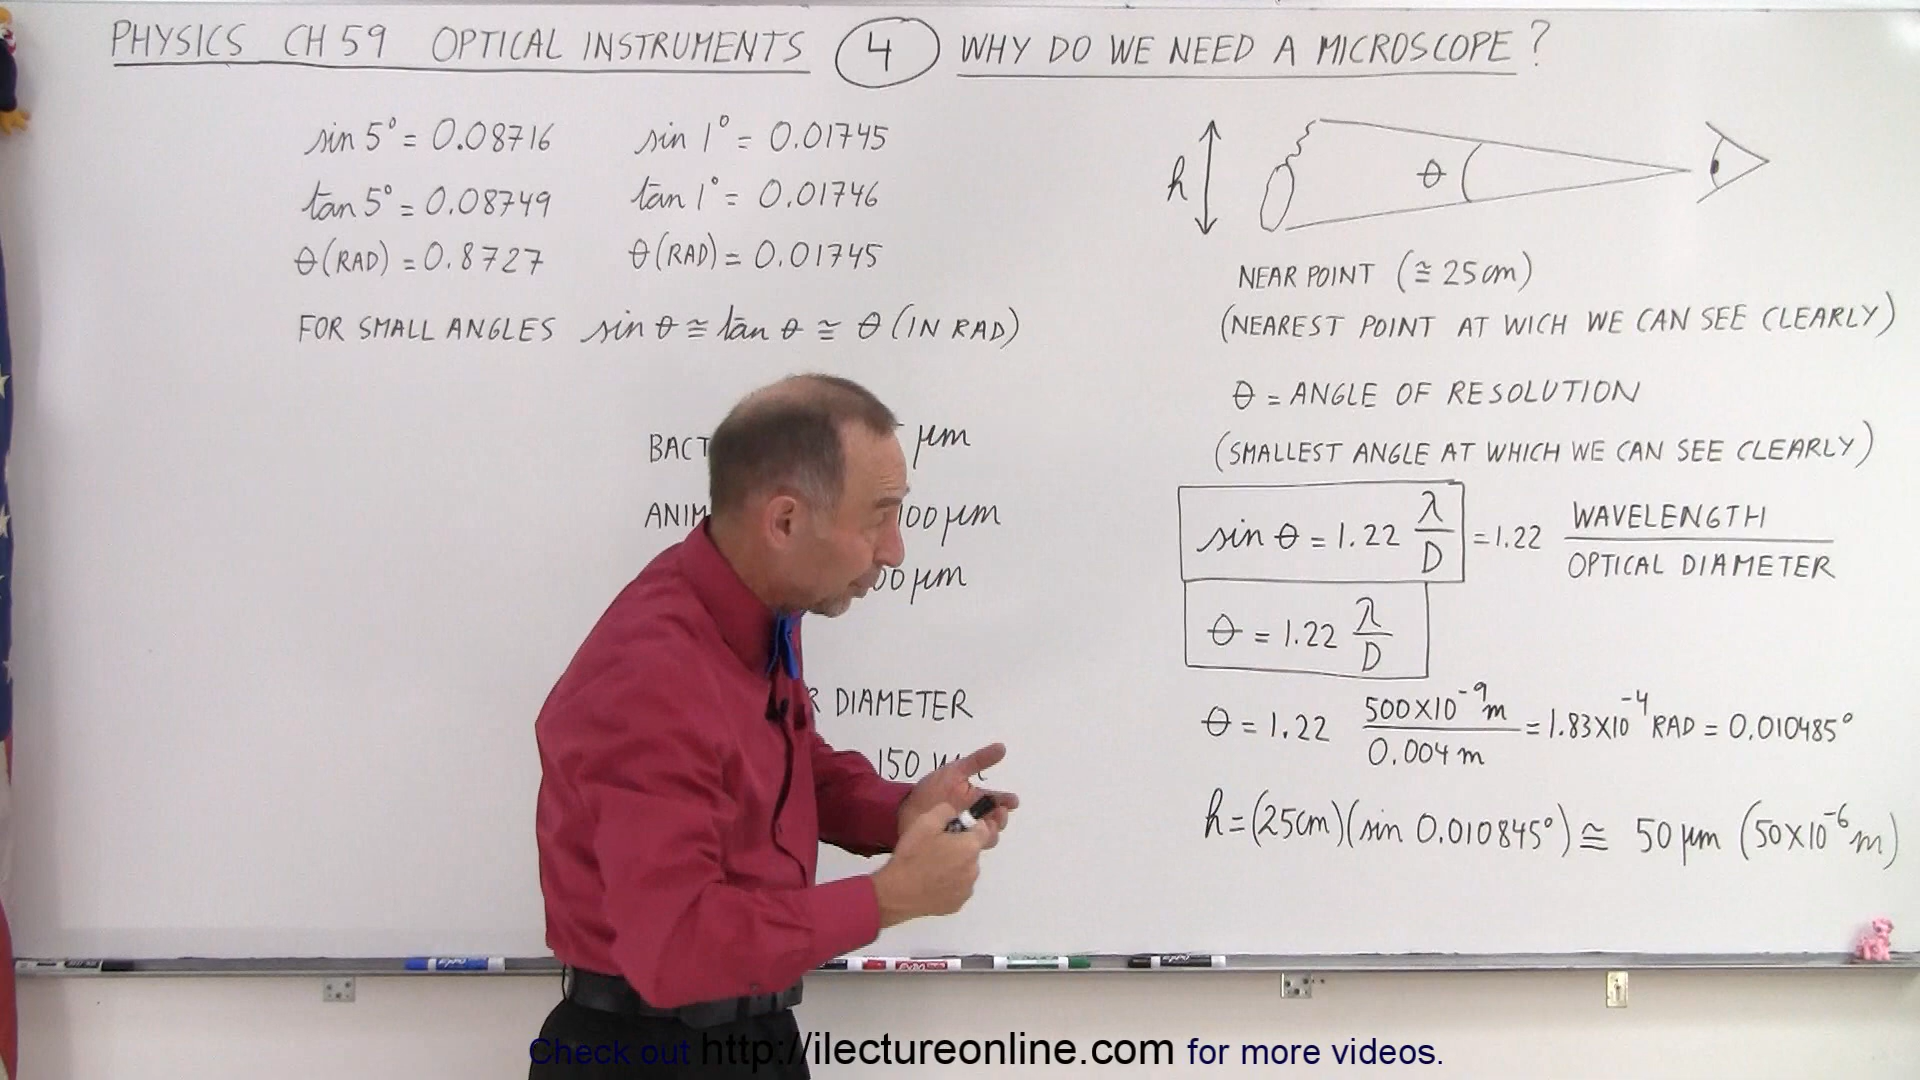 PHYSICS CH 59 OPTICAL INSTRUMENTS 4 WHY DO WE NEED A MICROSCOPE?
sin 5° = 0.08716
tan 5° = 0.08749
θ (RAD) = 0.8727
sin 1° = 0.01745
tan 1° = 0.01746
θ (RAD) = 0.01745
FOR SMALL ANGLES sin θ ≅ tan θ ≅ θ (IN RAD)
BACT μm
ANIM 100 μm
00 μm
R DIAMETER
150
h θ
NEAR POINT (≅ 25 cm)
(NEAREST POINT AT WICH WE CAN SEE CLEARLY)
θ = ANGLE OF RESOLUTION
(SMALLEST ANGLE AT WHICH WE CAN SEE CLEARLY)
sin θ = 1.22 λ/D = 1.22 WAVELENGTH/OPTICAL DIAMETER
θ = 1.22 λ/D
θ = 1.22 500×10⁻⁹ m/0.004 m = 1.83×10⁻⁴ RAD = 0.010485°
h = (25cm)(sin 0.010845°) ≅ 50 μm (50×10⁻⁶ m)
EXPO
Check out http://ilectureonline.com for more videos.